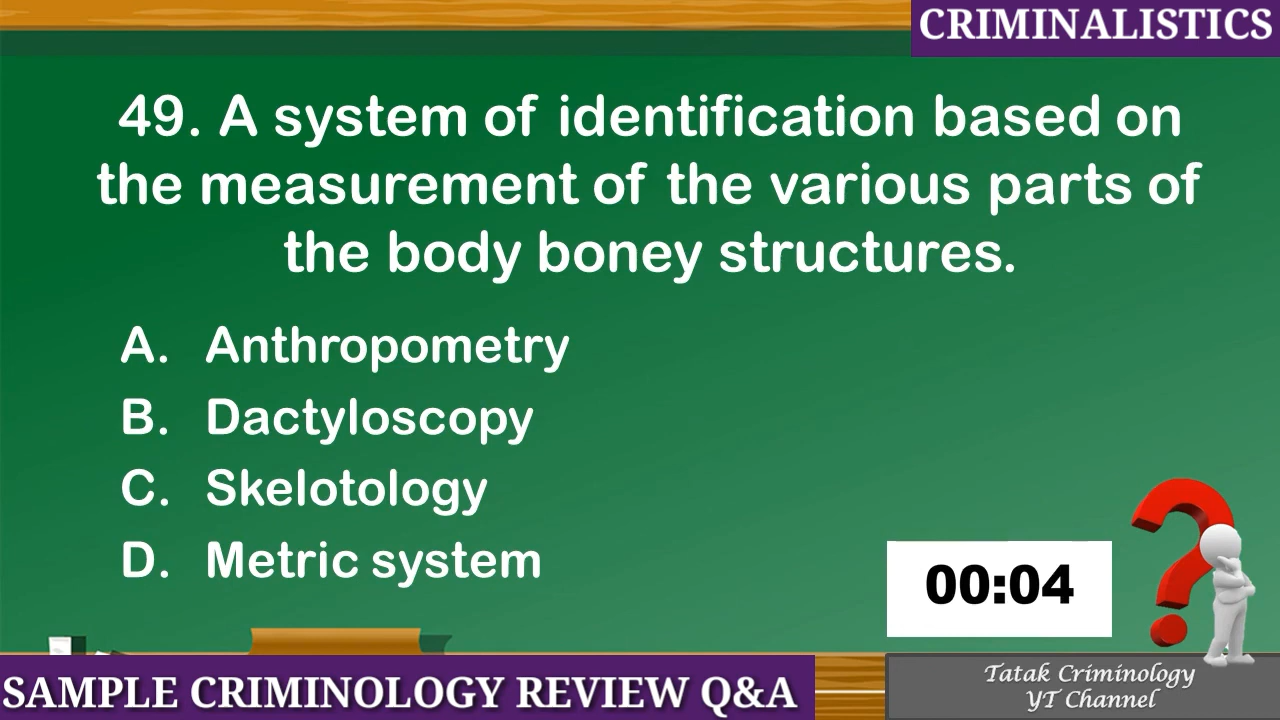 CRIMINALISTICS
49. A system of identification based on
the measurement of the various parts of
the body boney structures.
A. Anthropometry
B. Dactyloscopy
C. Skelotology
D. Metric system
00:04
SAMPLE CRIMINOLOGY REVIEW Q&A
Tatak Criminology
YT Channel